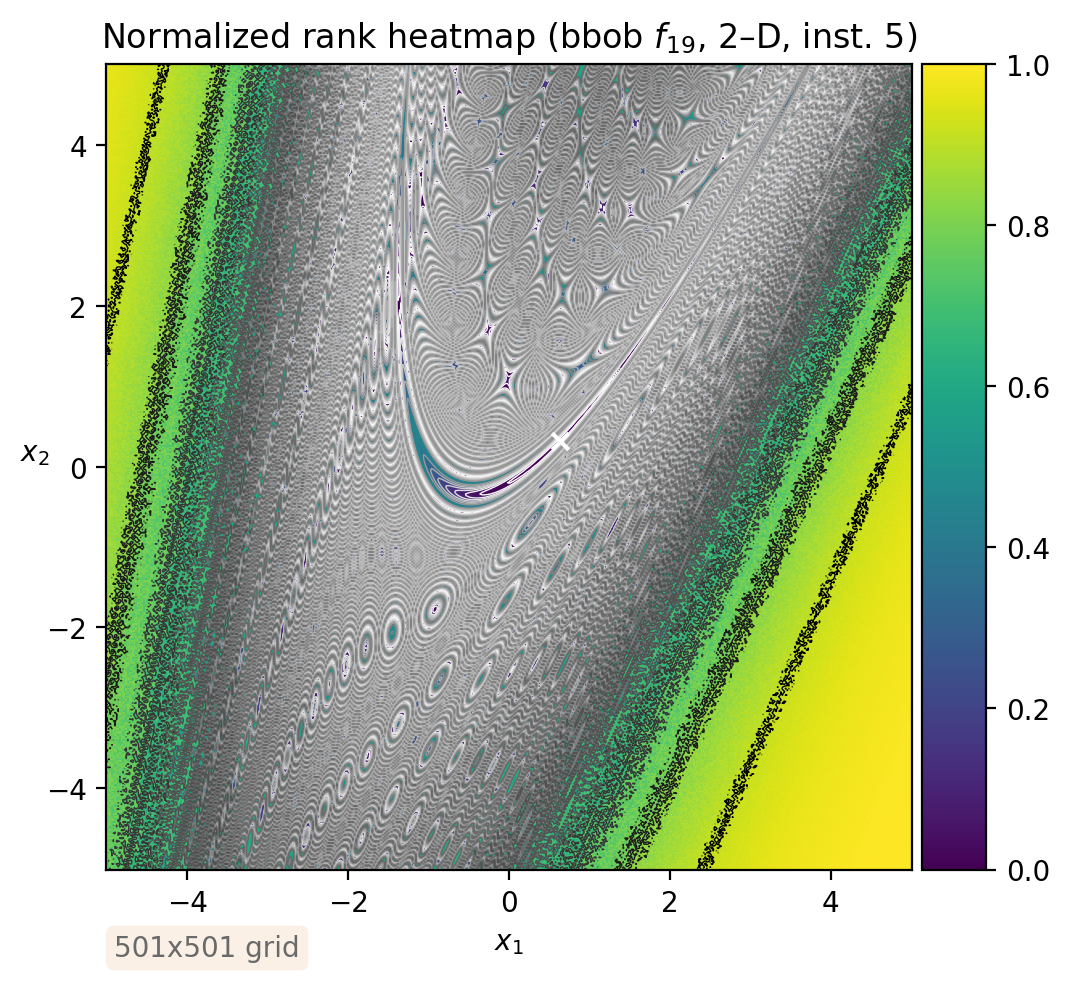 Normalized rank heatmap (bbob f₁₉, 2–D, inst. 5)
1.0
0.8
0.6
0.4
0.2
0.0
4
2
0
−2
−4
x₂
−4 −2 0 2 4
x₁
501x501 grid